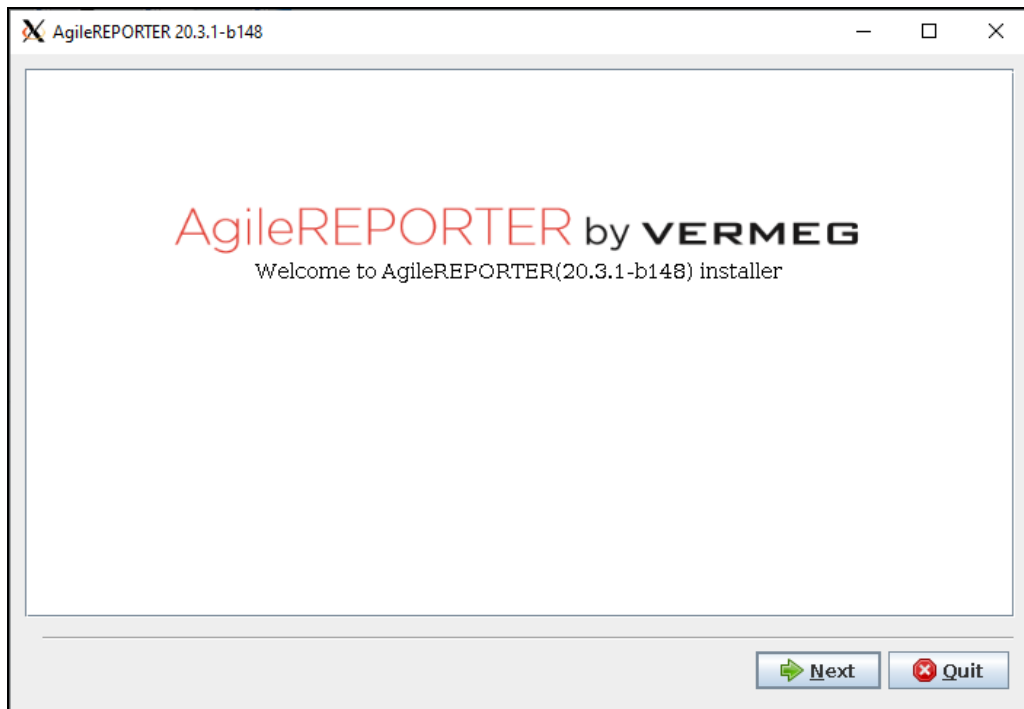 AgileREPORTER 20.3.1-b148
AgileREPORTER by VERMEG
Welcome to AgileREPORTER(20.3.1-b148) installer
Next
Quit